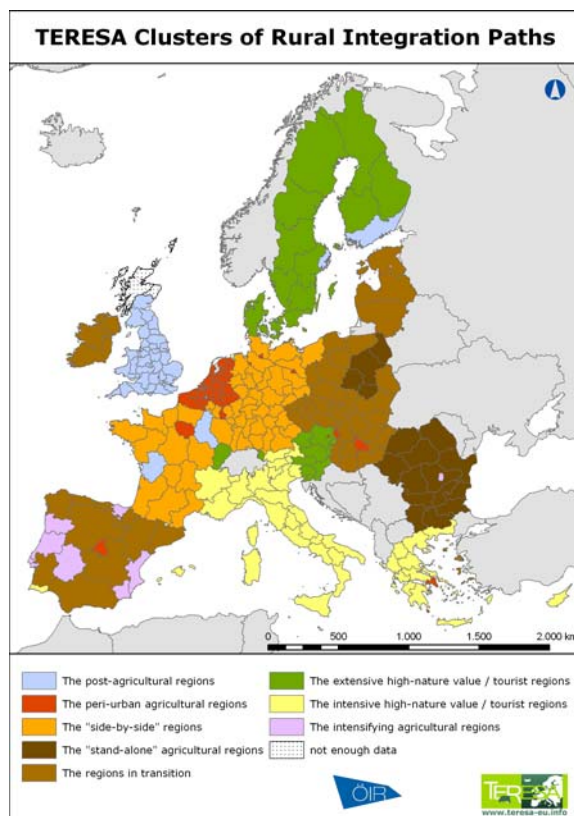 TERESA Clusters of Rural Integration Paths
0
500
1.000
1.500
2.000 km
The post-agricultural regions
The peri-urban agricultural regions
The "side-by-side" regions
The "stand-alone" agricultural regions
The regions in transition
The extensive high-nature value / tourist regions
The intensive high-nature value / tourist regions
The intensifying agricultural regions
not enough data
ÖIR
TERESA
www.teresa-eu.info